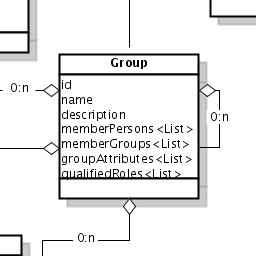 Group
0:n
id
name
description
memberPersons <List>
memberGroups <List>
groupAttributes <List>
qualifiedRoles <List>
0:n
0:n